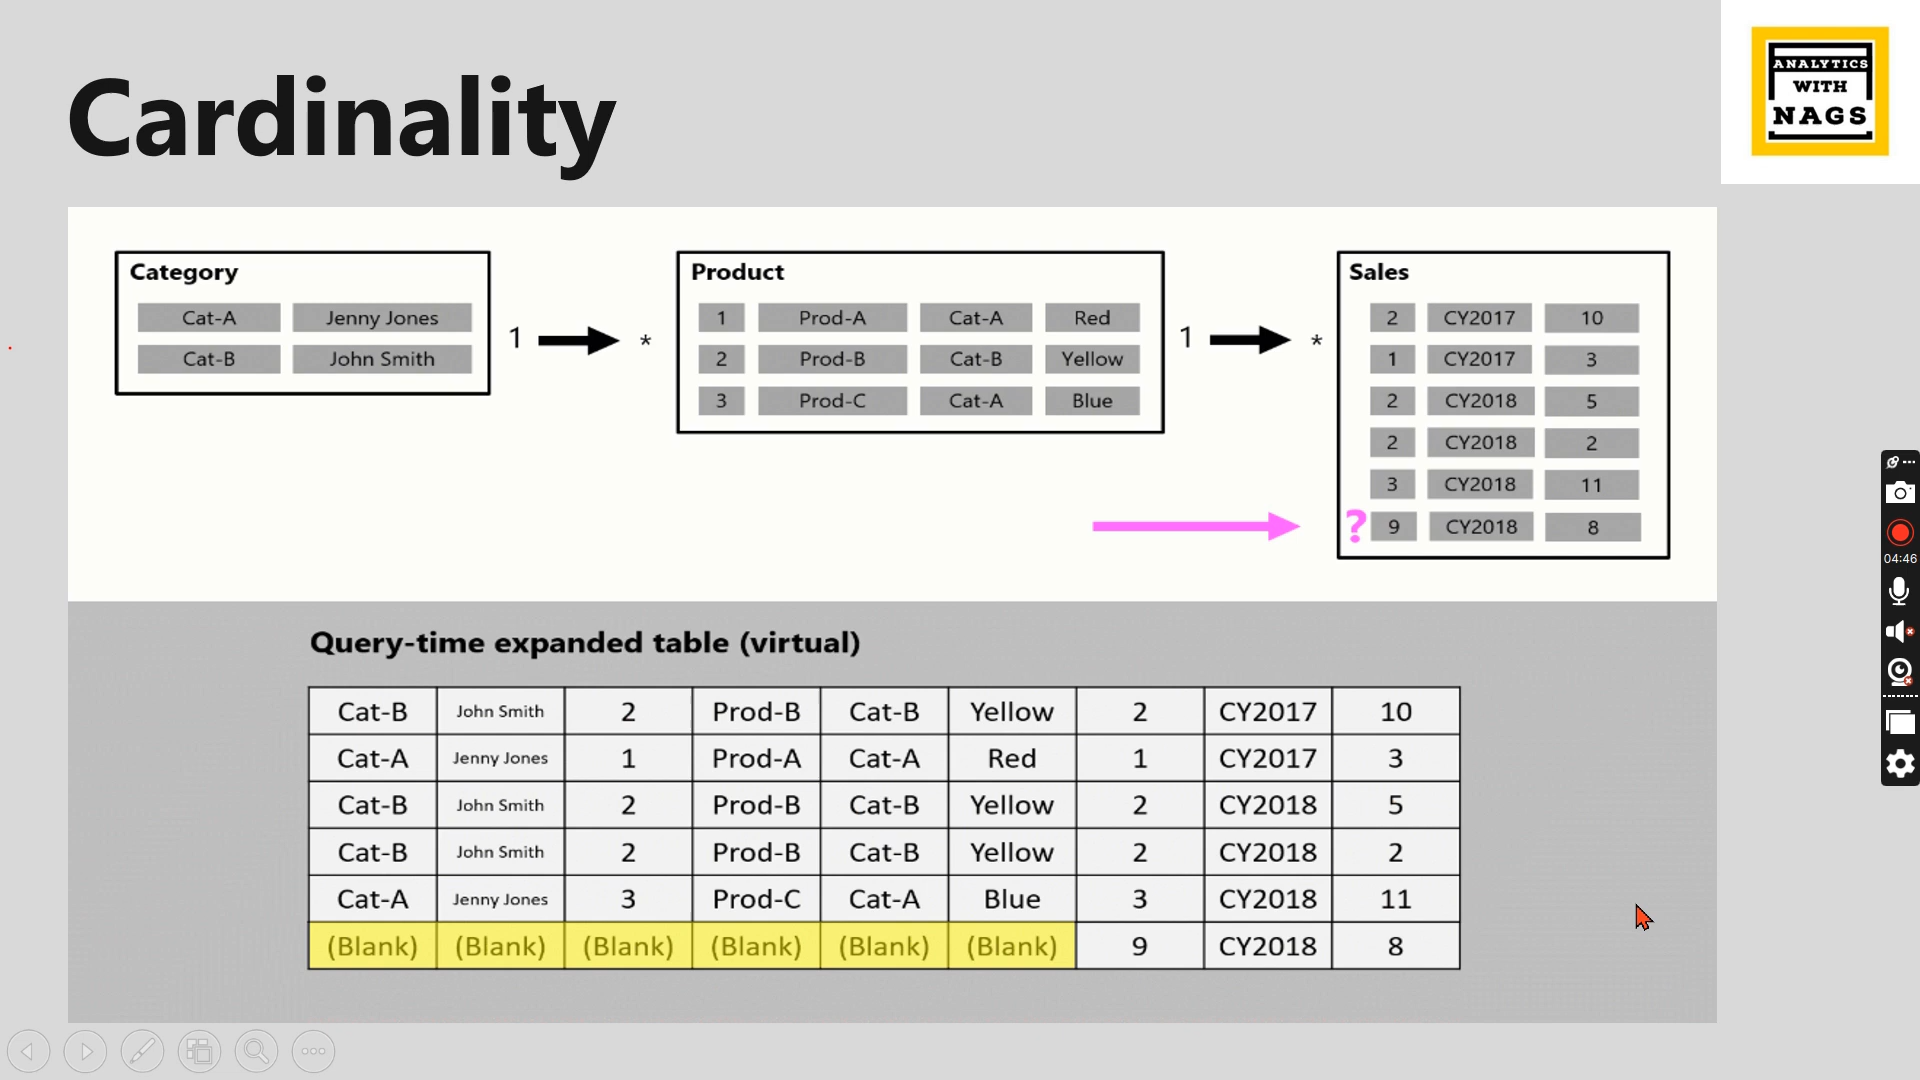 Cardinality
ANALYTICS
WITH
NAGS
Category
Cat-A Jenny Jones
Cat-B John Smith
1 *
Product
1 Prod-A Cat-A Red
2 Prod-B Cat-B Yellow
3 Prod-C Cat-A Blue
1 *
Sales
2 CY2017 10
1 CY2017 3
2 CY2018 5
2 CY2018 2
3 CY2018 11
? 9 CY2018 8
Query-time expanded table (virtual)
Cat-B John Smith 2 Prod-B Cat-B Yellow 2 CY2017 10
Cat-A Jenny Jones 1 Prod-A Cat-A Red 1 CY2017 3
Cat-B John Smith 2 Prod-B Cat-B Yellow 2 CY2018 5
Cat-B John Smith 2 Prod-B Cat-B Yellow 2 CY2018 2
Cat-A Jenny Jones 3 Prod-C Cat-A Blue 3 CY2018 11
(Blank) (Blank) (Blank) (Blank) (Blank) (Blank) 9 CY2018 8
04:46